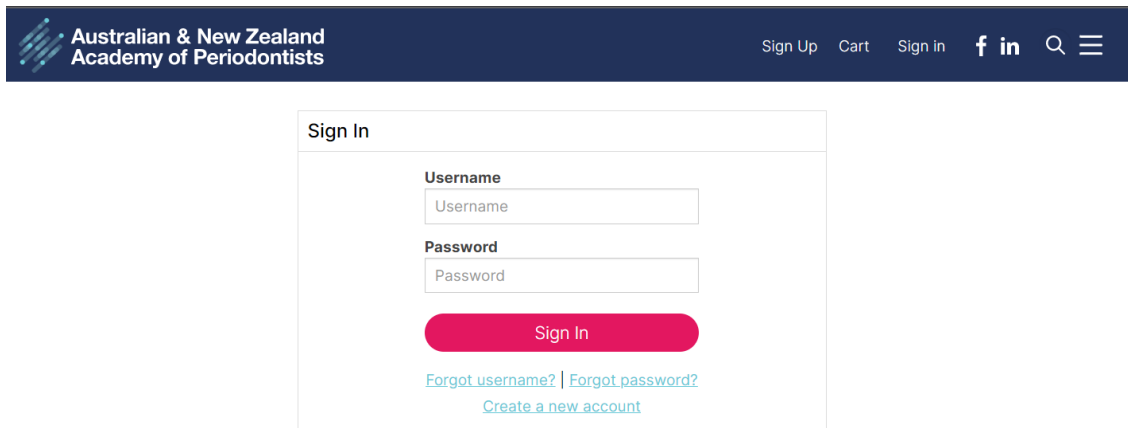 Australian & New Zealand
Academy of Periodontists
Sign Up Cart Sign in f in
Sign In
Username
Username
Password
Password
Sign In
Forgot username? | Forgot password?
Create a new account